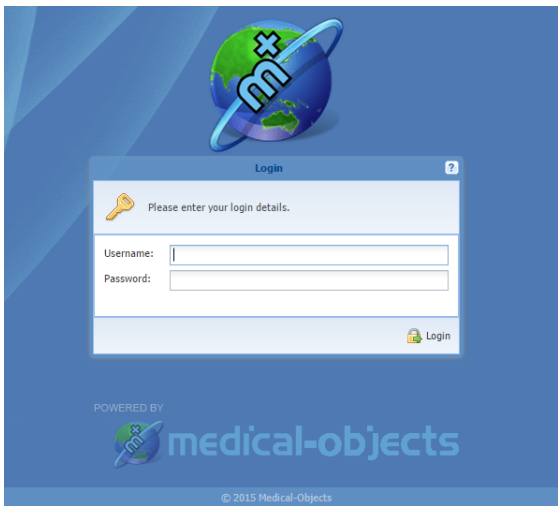 m+
Login ?
Please enter your login details.
Username:
Password:
Login
POWERED BY
m+ medical-objects
© 2015 Medical-Objects